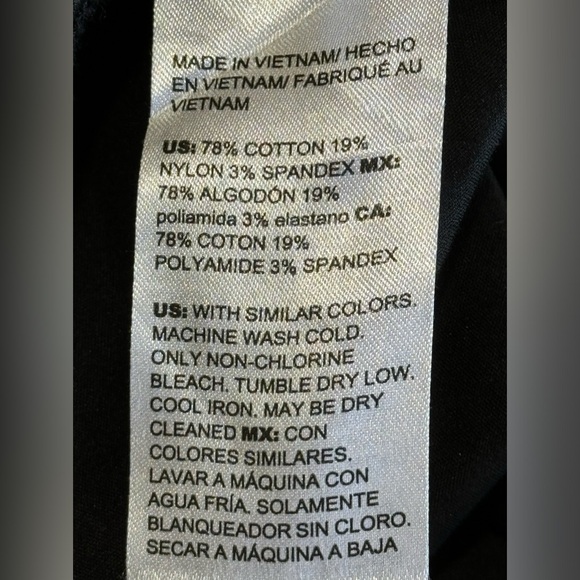 MADE IN VIETNAM/ HECHO
EN VIETNAM/ FABRIQUÉ AU
VIETNAM
US: 78% COTTON 19%
NYLON 3% SPANDEX MX:
78% ALGODÓN 19%
poliamida 3% elastano CA:
78% COTON 19%
POLYAMIDE 3% SPANDEX
US: WITH SIMILAR COLORS.
MACHINE WASH COLD.
ONLY NON-CHLORINE
BLEACH. TUMBLE DRY LOW.
COOL IRON. MAY BE DRY
CLEANED MX: CON
COLORES SIMILARES.
LAVAR A MÁQUINA CON
AGUA FRÍA. SOLAMENTE
BLANQUEADOR SIN CLORO.
SECAR A MÁQUINA A BAJA